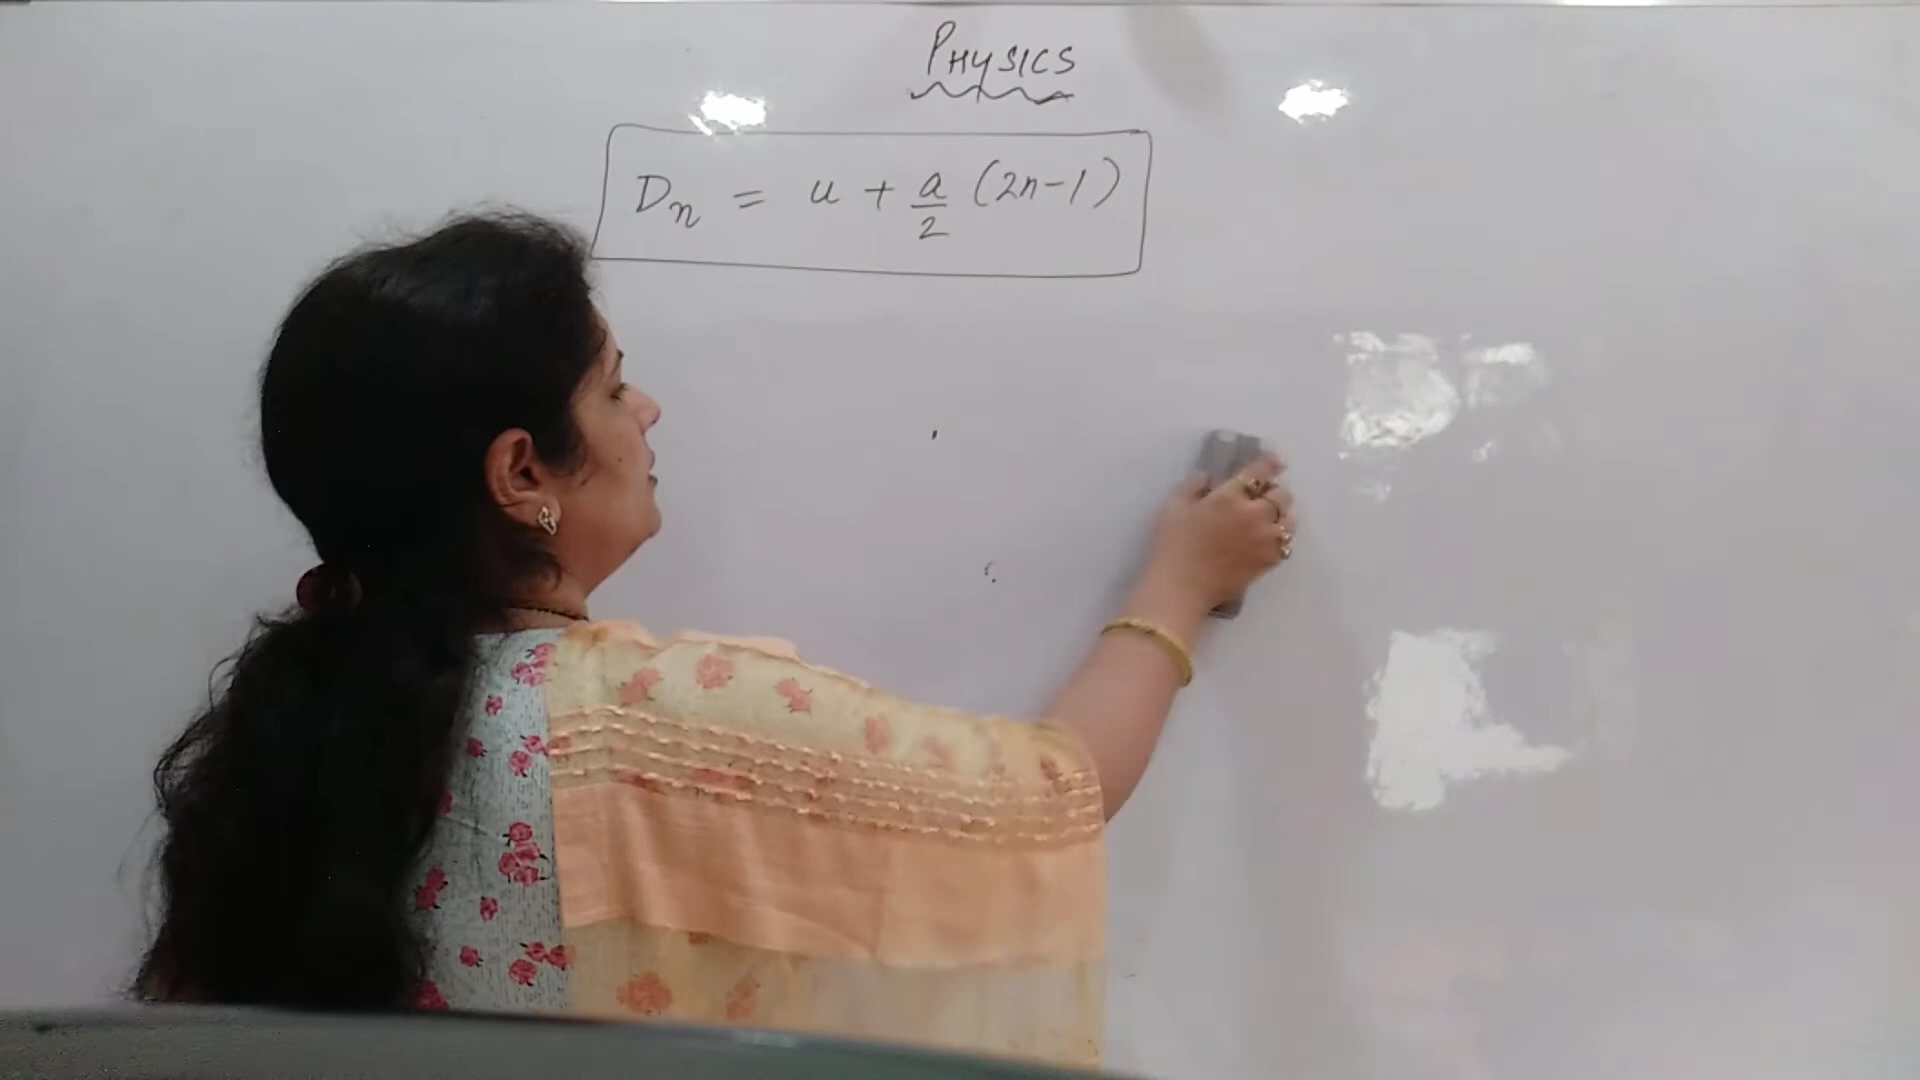 PHYSICS
Dn = u + a/2 (2n-1)